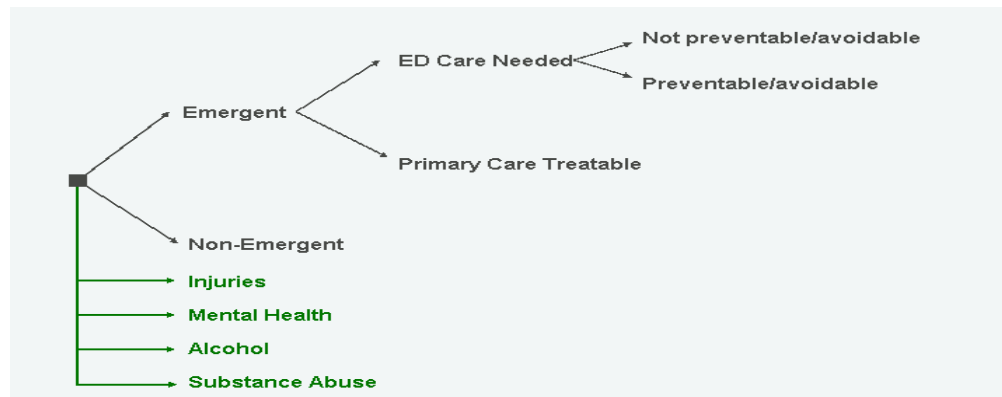 Not preventable/avoidable
ED Care Needed
Preventable/avoidable
Emergent
Primary Care Treatable
Non-Emergent
Injuries
Mental Health
Alcohol
Substance Abuse